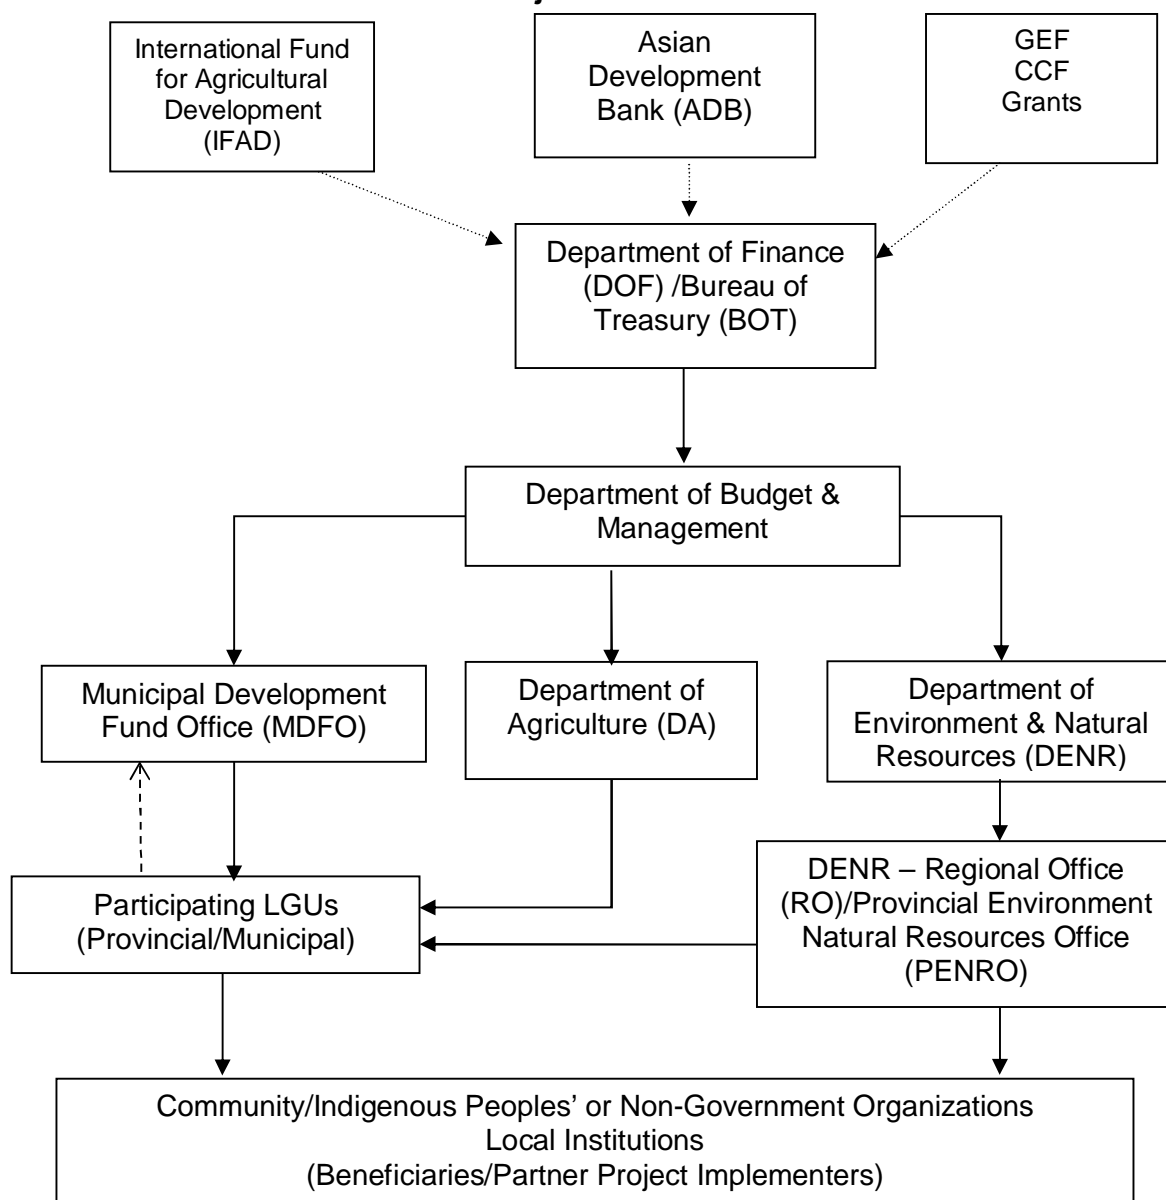 International Fund
for Agricultural
Development
(IFAD)
Asian
Development
Bank (ADB)
GEF
CCF
Grants
Department of Finance
(DOF) /Bureau of
Treasury (BOT)
Department of Budget &
Management
Municipal Development
Fund Office (MDFO)
Department of
Agriculture (DA)
Department of
Environment & Natural
Resources (DENR)
Participating LGUs
(Provincial/Municipal)
DENR – Regional Office
(RO)/Provincial Environment
Natural Resources Office
(PENRO)
Community/Indigenous Peoples’ or Non-Government Organizations
Local Institutions
(Beneficiaries/Partner Project Implementers)